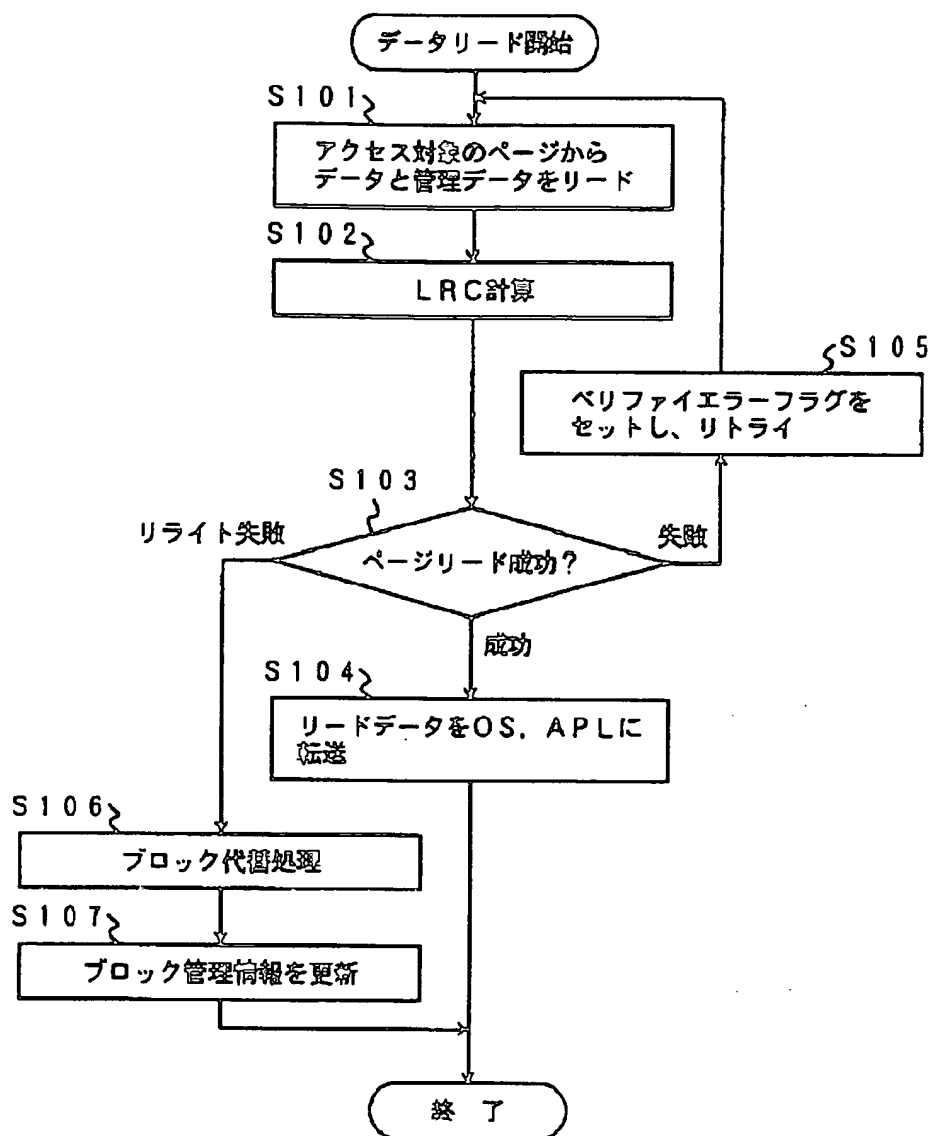 データリード開始
S101
アクセス対象のページから
データと管理データをリード
S102
LRC計算
S105
ベリファイエラーフラグを
セットし、リトライ
S103
リライト失敗
ページリード成功?
失敗
成功
S104
リードデータをOS, APLに
転送
S106
ブロック代替処理
S107
ブロック管理情報を更新
終 了